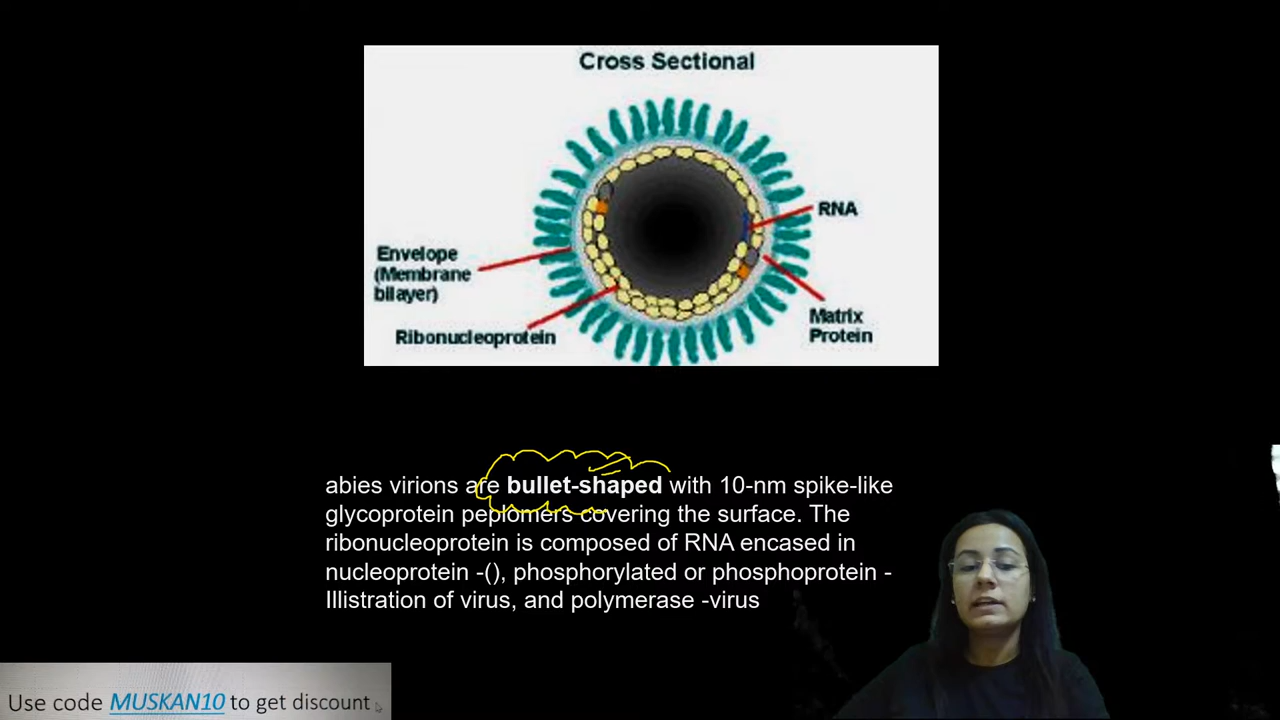 Cross Sectional
RNA
Envelope
(Membrane
bilayer)
Matrix
Protein
Ribonucleoprotein
abies virions are bullet-shaped with 10-nm spike-like
glycoprotein peplomers covering the surface. The
ribonucleoprotein is composed of RNA encased in
nucleoprotein -(), phosphorylated or phosphoprotein -
Illistration of virus, and polymerase -virus
Use code MUSKAN10 to get discount